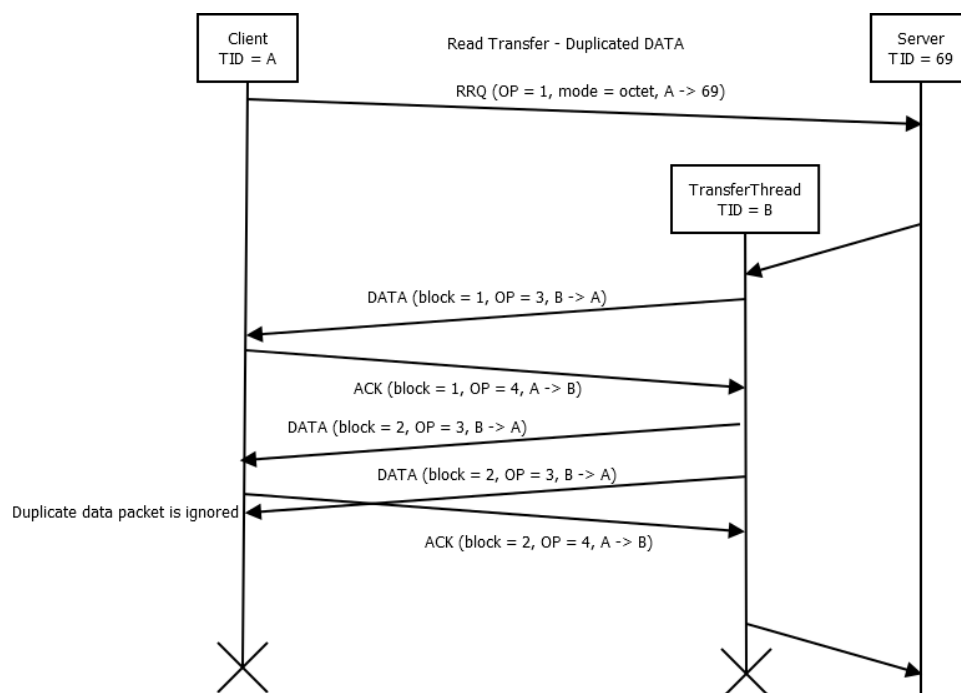 Client
TID = A
Read Transfer - Duplicated DATA
Server
TID = 69
RRQ (OP = 1, mode = octet, A -> 69)
TransferThread
TID = B
DATA (block = 1, OP = 3, B -> A)
ACK (block = 1, OP = 4, A -> B)
DATA (block = 2, OP = 3, B -> A)
DATA (block = 2, OP = 3, B -> A)
Duplicate data packet is ignored
ACK (block = 2, OP = 4, A -> B)